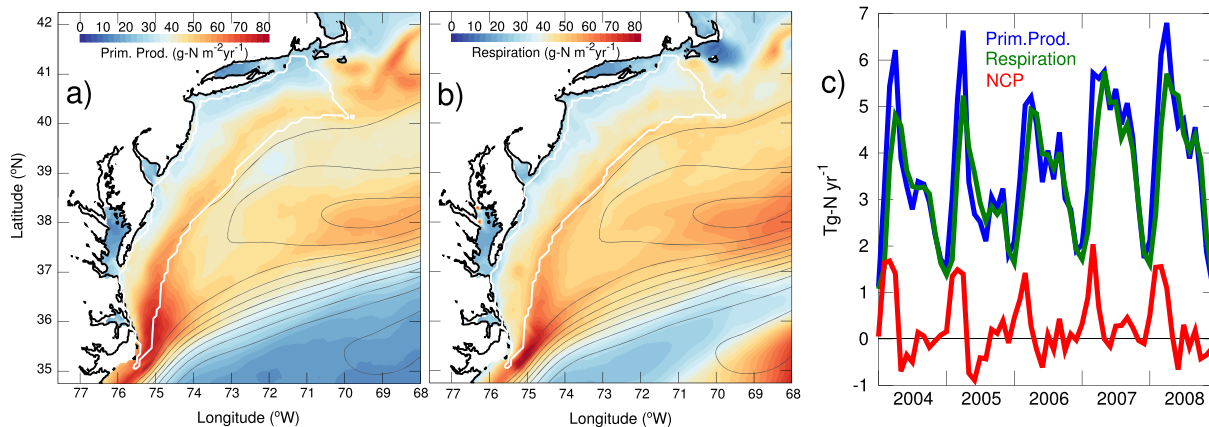 0 10 20 30 40 50 60 70 80
Prim. Prod. (g-N m⁻²yr⁻¹)
a)
42
41
40
39
38
37
36
35
Latitude (°N)
77 76 75 74 73 72 71 70 69 68
Longitude (°W)
0 10 20 30 40 50 60 70 80
Respiration (g-N m⁻²yr⁻¹)
b)
77 76 75 74 73 72 71 70 69 68
Longitude (°W)
c)
Prim.Prod.
Respiration
NCP
7
6
5
4
3
2
1
0
-1
Tg-N yr⁻¹
2004 2005 2006 2007 2008